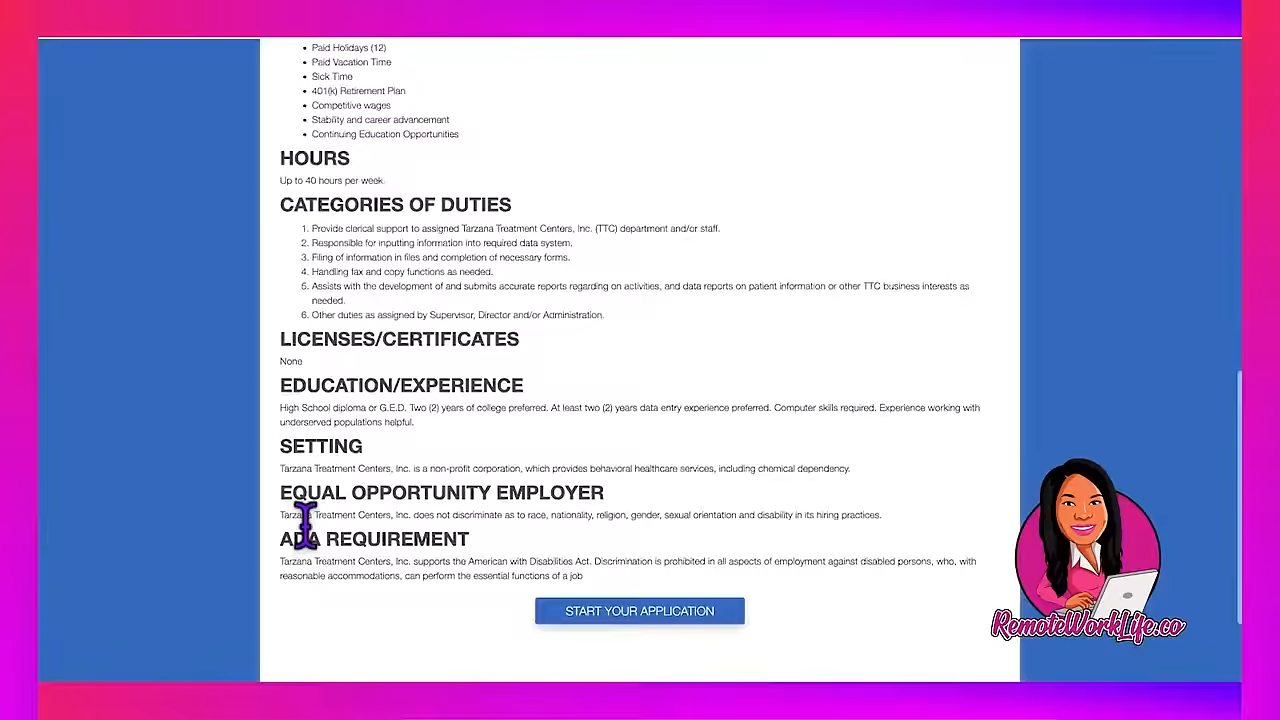 Paid Holidays (12)
Paid Vacation Time
Sick Time
401(k) Retirement Plan
Competitive wages
Stability and career advancement
Continuing Education Opportunities
HOURS
Up to 40 hours per week.
CATEGORIES OF DUTIES
1. Provide clerical support to assigned Tarzana Treatment Centers, Inc. (TTC) department and/or staff.
2. Responsible for inputting information into required data system.
3. Filing of information in files and completion of necessary forms.
4. Handling fax and copy functions as needed.
5. Assists with the development of and submits accurate reports regarding on activities, and data reports on patient information or other TTC business interests as
needed.
6. Other duties as assigned by Supervisor, Director and/or Administration.
LICENSES/CERTIFICATES
None
EDUCATION/EXPERIENCE
High School diploma or G.E.D. Two (2) years of college preferred. At least two (2) years data entry experience preferred. Computer skills required. Experience working with
underserved populations helpful.
SETTING
Tarzana Treatment Centers, Inc. is a non-profit corporation, which provides behavioral healthcare services, including chemical dependency.
EQUAL OPPORTUNITY EMPLOYER
Tarzana Treatment Centers, Inc. does not discriminate as to race, nationality, religion, gender, sexual orientation and disability in its hiring practices.
ADA REQUIREMENT
Tarzana Treatment Centers, Inc. supports the American with Disabilities Act. Discrimination is prohibited in all aspects of employment against disabled persons, who, with
reasonable accommodations, can perform the essential functions of a job
START YOUR APPLICATION
RemoteWorkLife.co